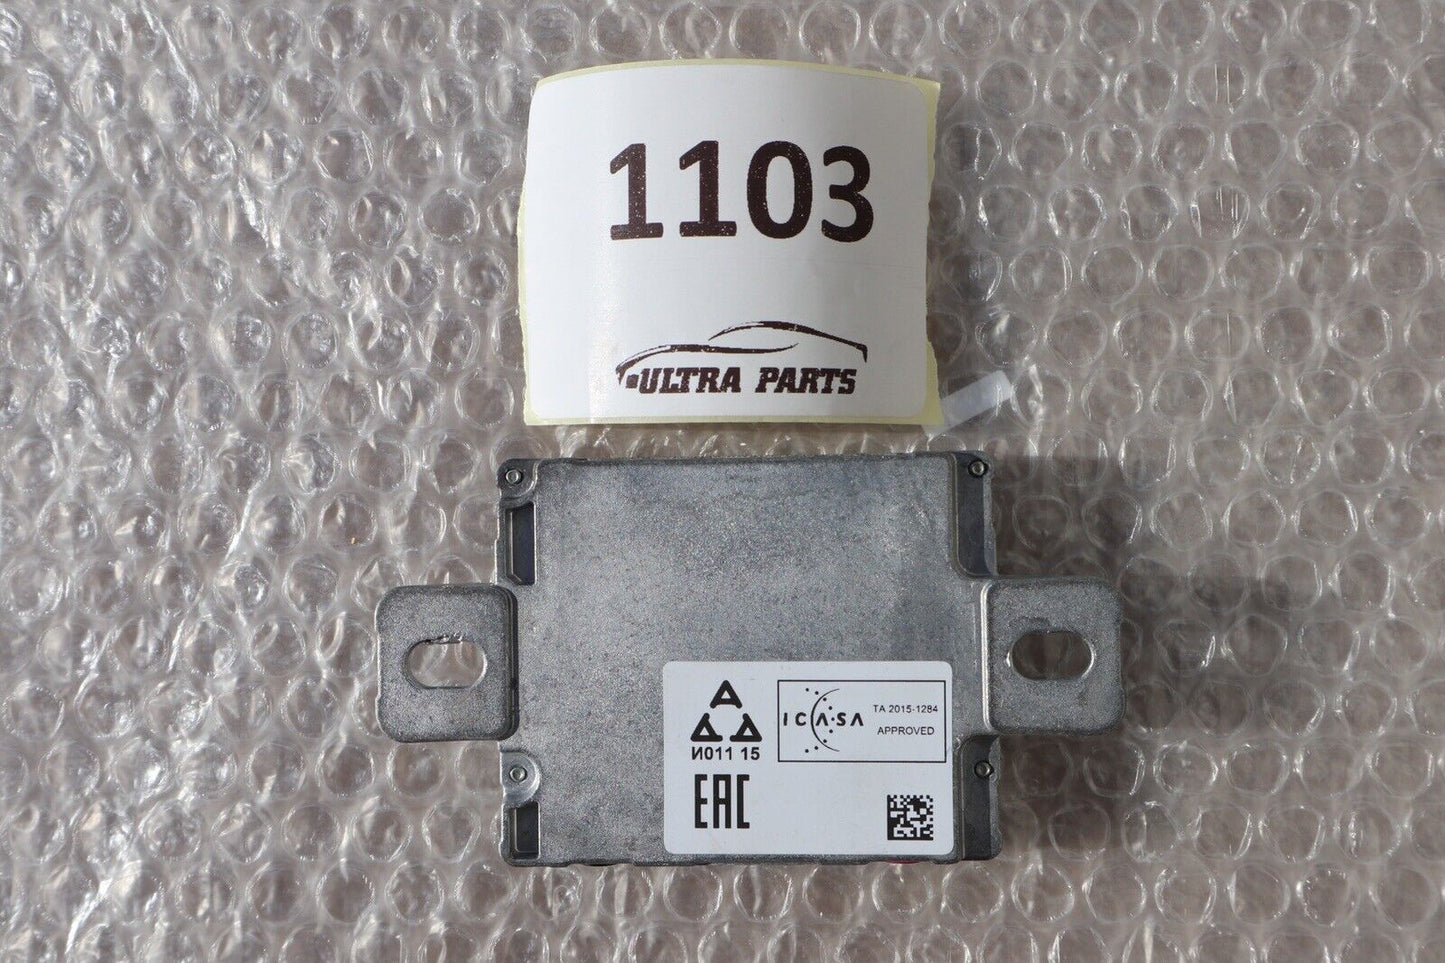 1103
ULTRA PARTS
И011 15
ICASA
TA 2015-1284
APPROVED
EAC